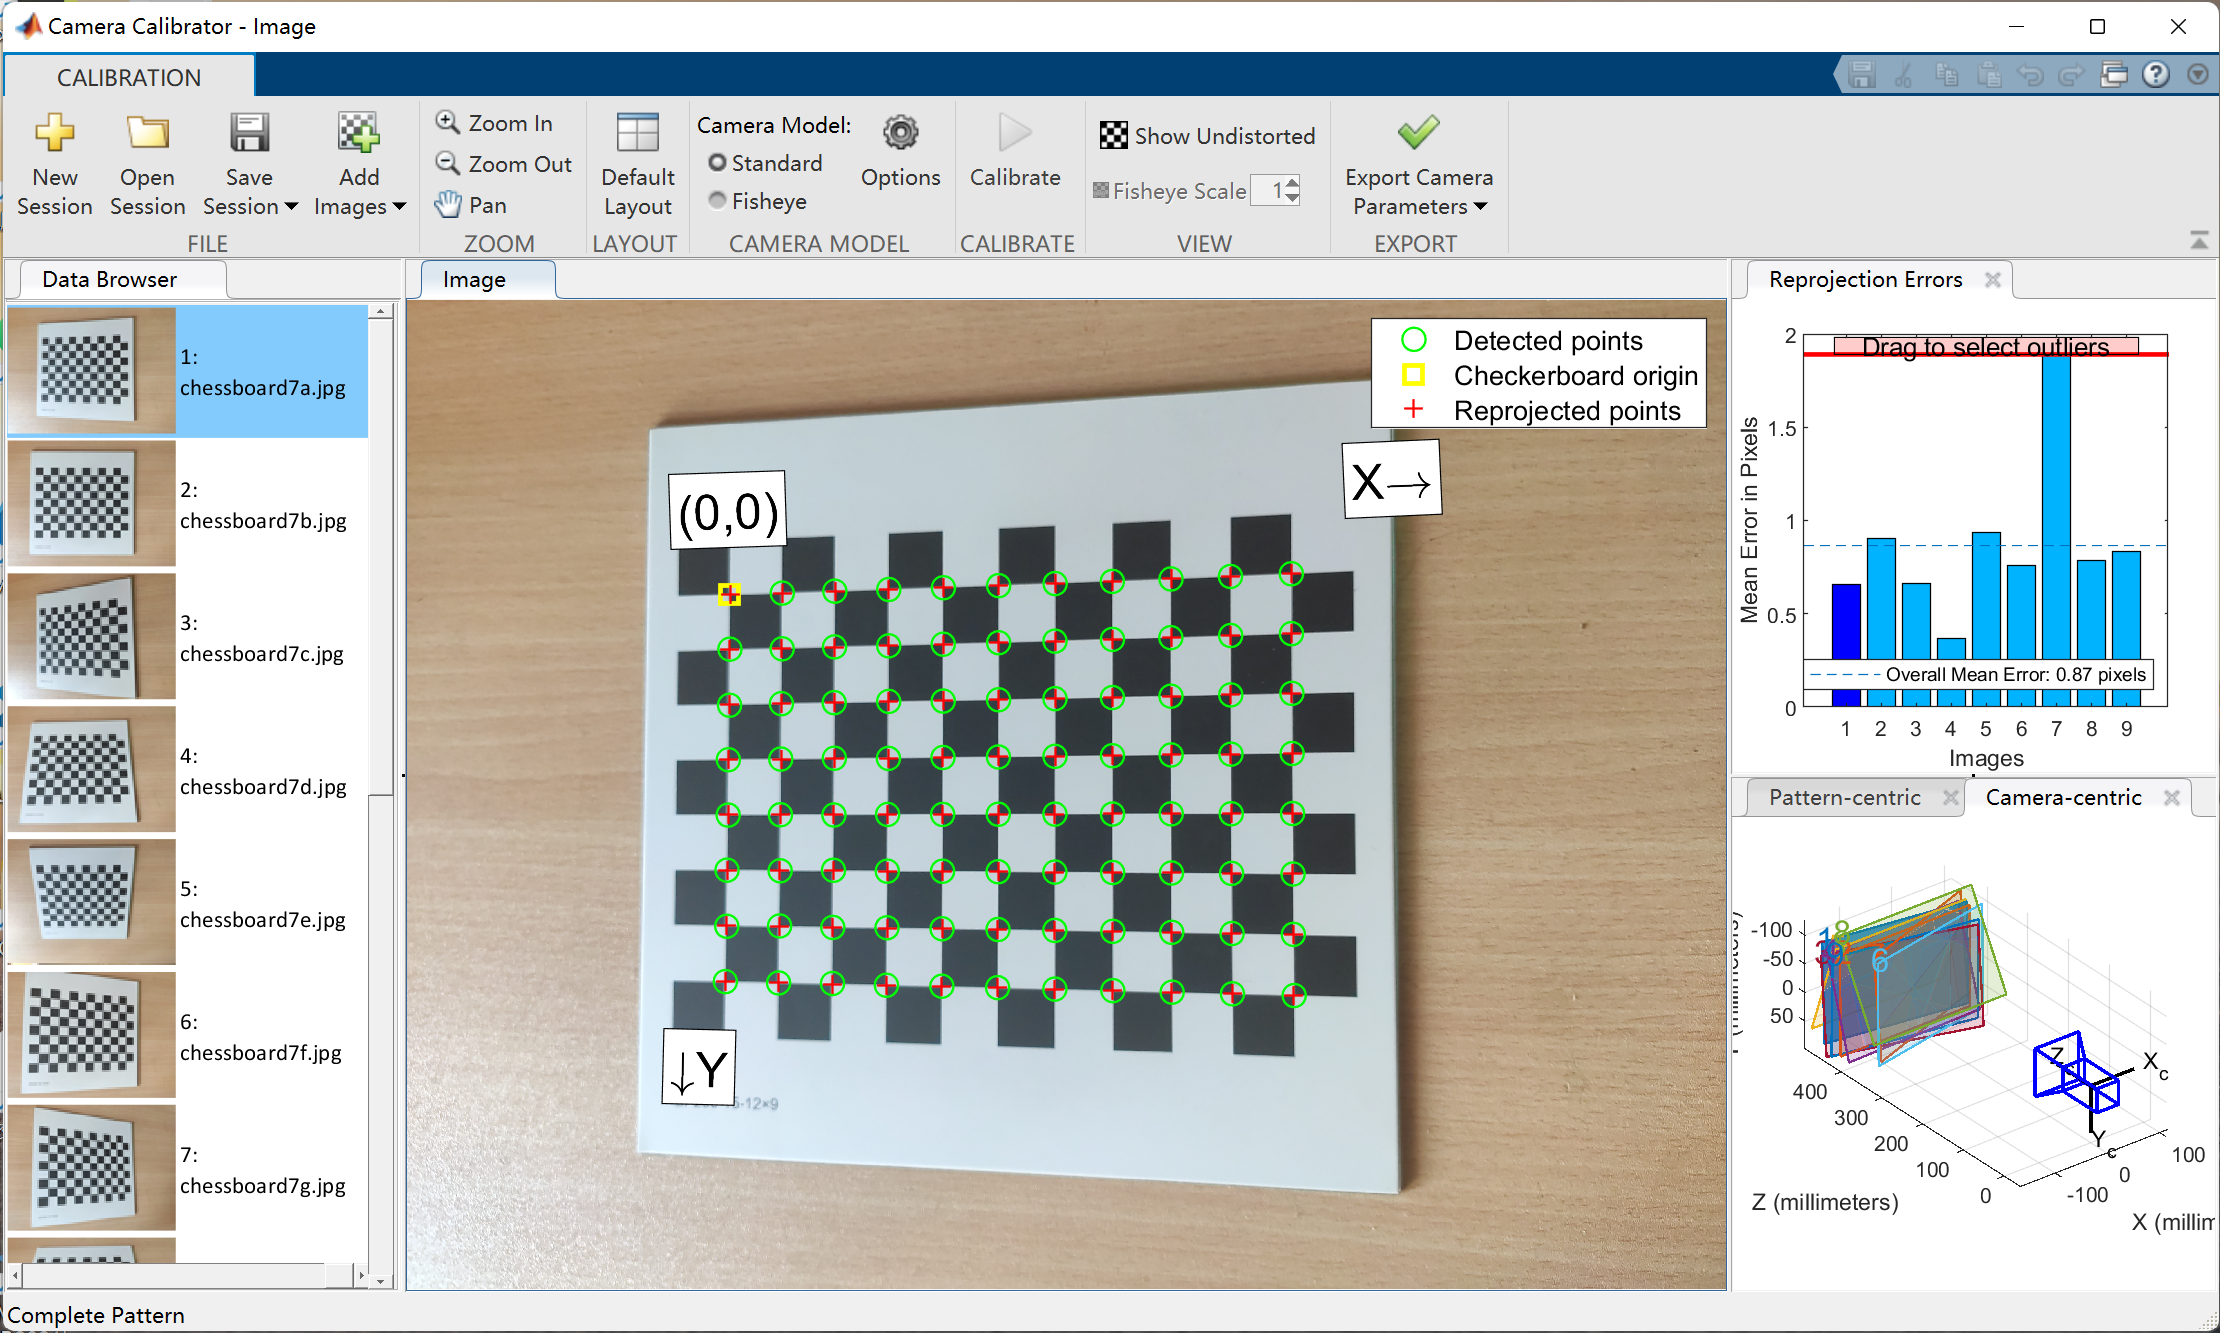 Camera Calibrator - Image
CALIBRATION
New Session
Open Session
Save Session
Add Images
FILE
Zoom In
Zoom Out
Pan
ZOOM
Default Layout
LAYOUT
Camera Model:
Standard
Fisheye
Options
CAMERA MODEL
Calibrate
CALIBRATE
Show Undistorted
Fisheye Scale 1
VIEW
Export Camera Parameters
EXPORT
Data Browser
1:
chessboard7a.jpg
2:
chessboard7b.jpg
3:
chessboard7c.jpg
4:
chessboard7d.jpg
5:
chessboard7e.jpg
6:
chessboard7f.jpg
7:
chessboard7g.jpg
Image
Detected points
Checkerboard origin
Reprojected points
(0,0)
X→
↓Y
-12×9
Reprojection Errors
Drag to select outliers
Mean Error in Pixels
2
1.5
1
0.5
0
Overall Mean Error: 0.87 pixels
1 2 3 4 5 6 7 8 9
Images
Pattern-centric
Camera-centric
-100
-50
0
50
1
8
3
6
400
300
200
100
0
Z (millimeters)
-100
0
100
X (millim
Z
Xc
Yc
Complete Pattern